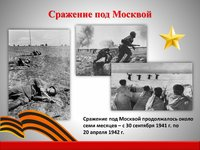 Сражение под Москвой
Сражение под Москвой продолжалось около
семи месяцев – с 30 сентября 1941 г. по
20 апреля 1942 г.